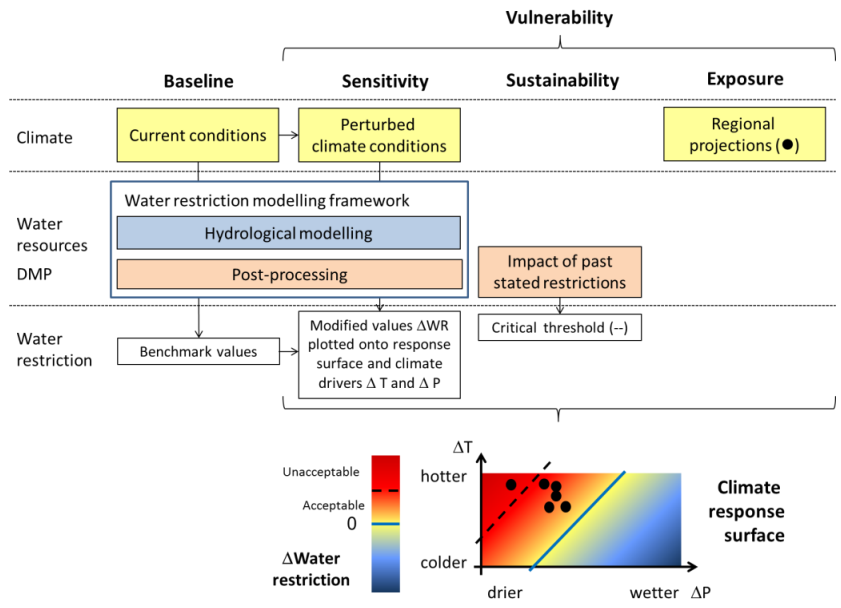 Vulnerability
Baseline
Sensitivity
Sustainability
Exposure
Climate
Current conditions
Perturbed
climate conditions
Regional
projections (●)
Water
resources
DMP
Water restriction modelling framework
Hydrological modelling
Post-processing
Impact of past
stated restrictions
Water
restriction
Benchmark values
Modified values ΔWR
plotted onto response
surface and climate
drivers Δ T and Δ P
Critical threshold (--)
Unacceptable
Acceptable
0
ΔWater
restriction
ΔT
hotter
colder
drier
wetter
ΔP
Climate
response
surface